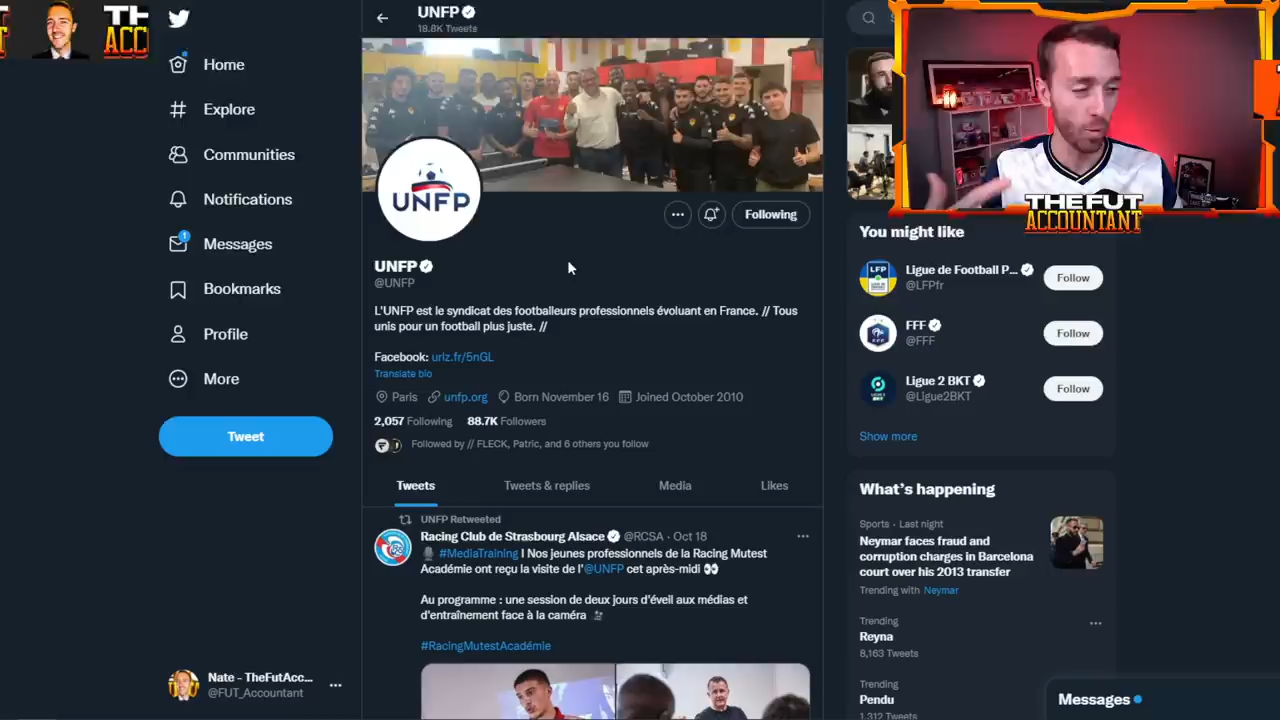 TH
ACC
Home
Explore
Communities
Notifications
1
Messages
Bookmarks
Profile
More
Tweet
Nate - TheFutAcc...
@FUT_Accountant
UNFP
18.8K Tweets
UNFP
Following
UNFP
@UNFP
L'UNFP est le syndicat des footballeurs professionnels évoluant en France. // Tous
unis pour un football plus juste. //
Facebook: urlz.fr/5nGL
Translate bio
Paris unfp.org Born November 16 Joined October 2010
2,057 Following 88.7K Followers
Followed by // FLECK, Patric, and 6 others you follow
Tweets Tweets & replies Media Likes
UNFP Retweeted
Racing Club de Strasbourg Alsace @RCSA · Oct 18
#MediaTraining I Nos jeunes professionnels de la Racing Mutest
Académie ont reçu la visite de l'@UNFP cet après-midi
Au programme : une session de deux jours d'éveil aux médias et
d'entraînement face à la caméra
#RacingMutestAcadémie
THE FUT
ACCOUNTANT
You might like
LFP
Ligue de Football P...
@LFPfr
Follow
FFF
@FFF
Follow
Ligue 2 BKT
@Ligue2BKT
Follow
Show more
What's happening
Sports · Last night
Neymar faces fraud and
corruption charges in Barcelona
court over his 2013 transfer
Trending with Neymar
Trending
Reyna
8,163 Tweets
Trending
Pendu
1,312 Tweets
Messages